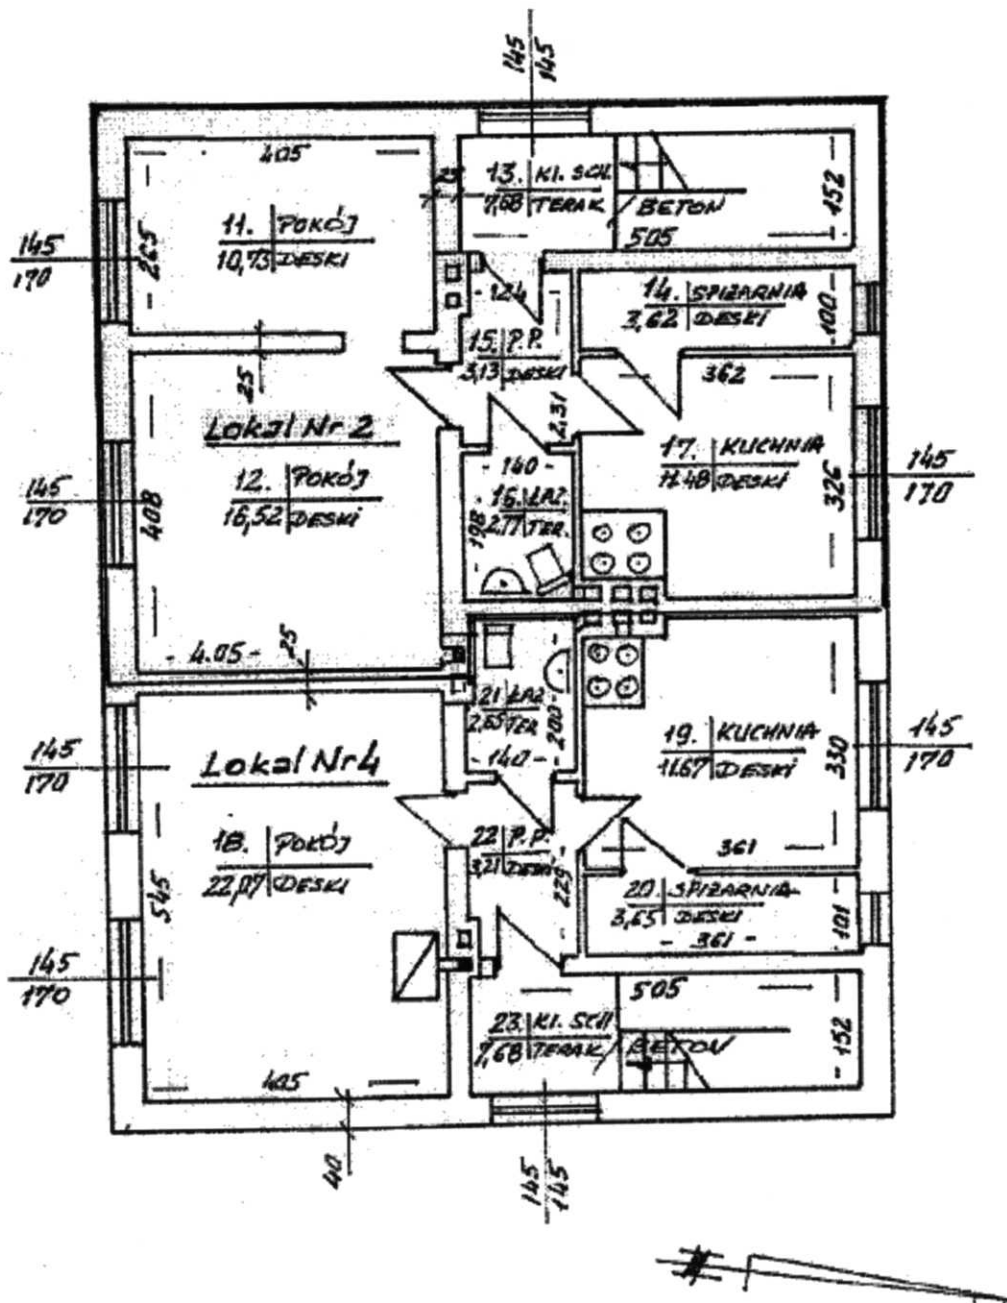 145
145
405
25
13. KL. SCH.
7,68 TERAK
BETON
505
152
11. POKÓJ
10,73 DESKI
265
145
170
124
14. SPIŻARNIA
3,62 DESKI
100
15. P.P.
3,13 DESKI
25
362
2,31
Lokal Nr 2
12. POKÓJ
16,52 DESKI
408
145
170
140
16. ŁAZ.
2,77 TER.
198
17. KUCHNIA
11.48 DESKI
326
145
170
4.05
25
21 ŁAZ
2,65 TER
200
140
19. KUCHNIA
11.67 DESKI
330
145
170
145
170
Lokal Nr 4
18. POKÓJ
22,07 DESKI
545
22 P.P.
3,21 DESKI
229
361
20. SPIŻARNIA
3,65 DESKI
361
101
145
170
505
23. KL. SCH
7,68 TERAK
BETON
152
405
40
145
145